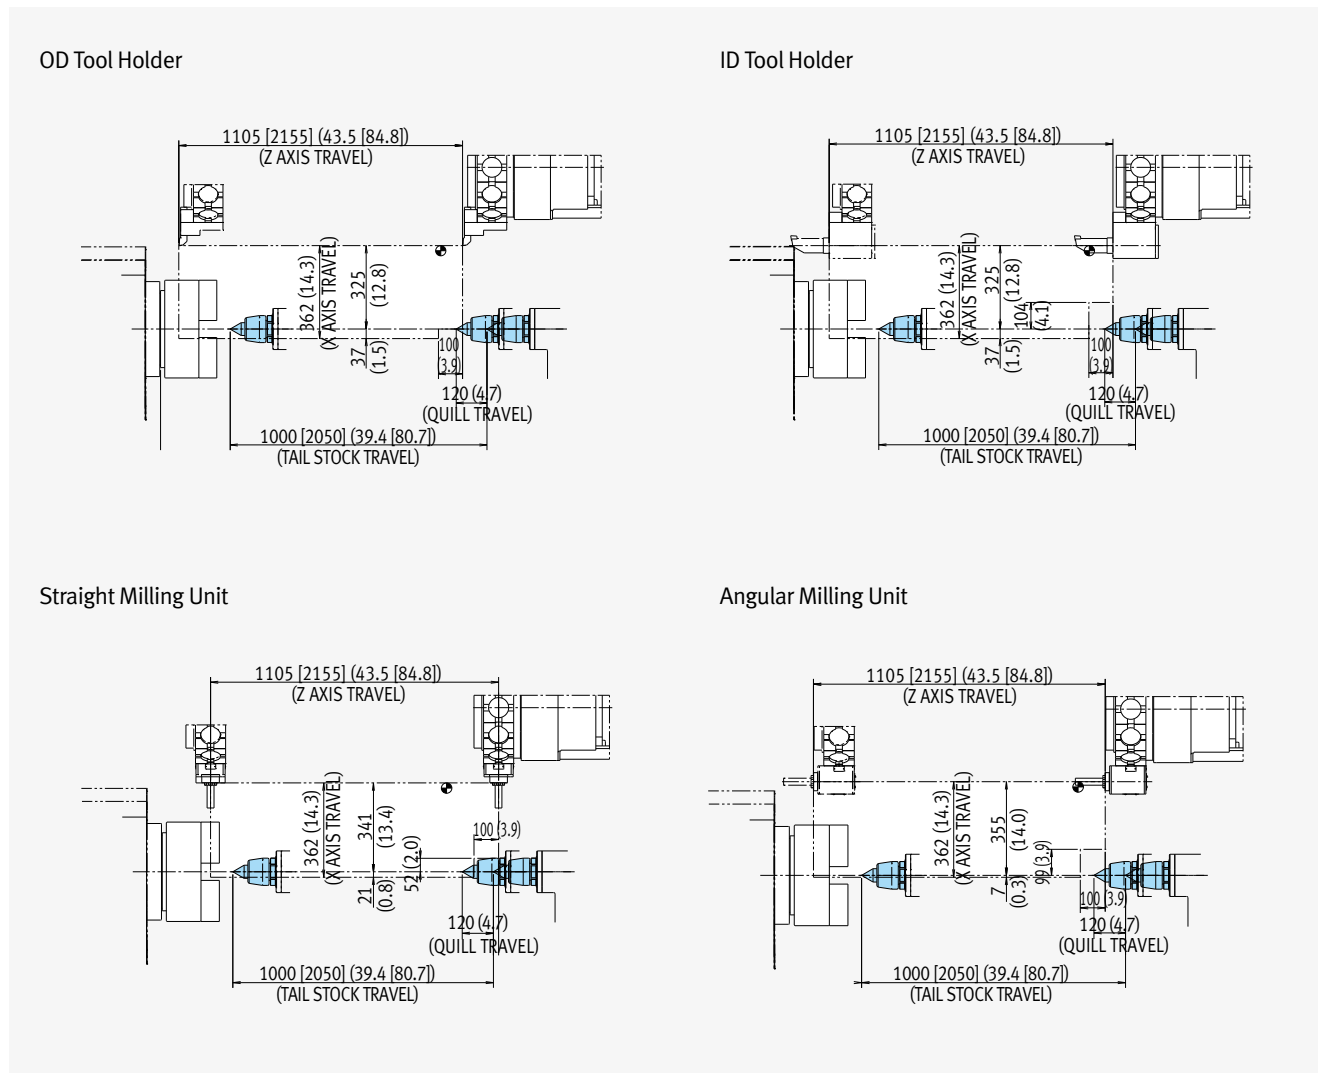 OD Tool Holder
1105 [2155] (43.5 [84.8])
(Z AXIS TRAVEL)
362 (14.3)
(X AXIS TRAVEL)
325
(12.8)
37
(1.5)
100
(3.9)
120 (4.7)
(QUILL TRAVEL)
1000 [2050] (39.4 [80.7])
(TAIL STOCK TRAVEL)
ID Tool Holder
1105 [2155] (43.5 [84.8])
(Z AXIS TRAVEL)
362 (14.3)
(X AXIS TRAVEL)
325
(12.8)
104
(4.1)
37
(1.5)
100
(3.9)
120 (4.7)
(QUILL TRAVEL)
1000 [2050] (39.4 [80.7])
(TAIL STOCK TRAVEL)
Straight Milling Unit
1105 [2155] (43.5 [84.8])
(Z AXIS TRAVEL)
362 (14.3)
(X AXIS TRAVEL)
341
(13.4)
100 (3.9)
52 (2.0)
21
(0.8)
120 (4.7)
(QUILL TRAVEL)
1000 [2050] (39.4 [80.7])
(TAIL STOCK TRAVEL)
Angular Milling Unit
1105 [2155] (43.5 [84.8])
(Z AXIS TRAVEL)
362 (14.3)
(X AXIS TRAVEL)
355
(14.0)
99 (3.9)
7
(0.3)
100 (3.9)
120 (4.7)
(QUILL TRAVEL)
1000 [2050] (39.4 [80.7])
(TAIL STOCK TRAVEL)